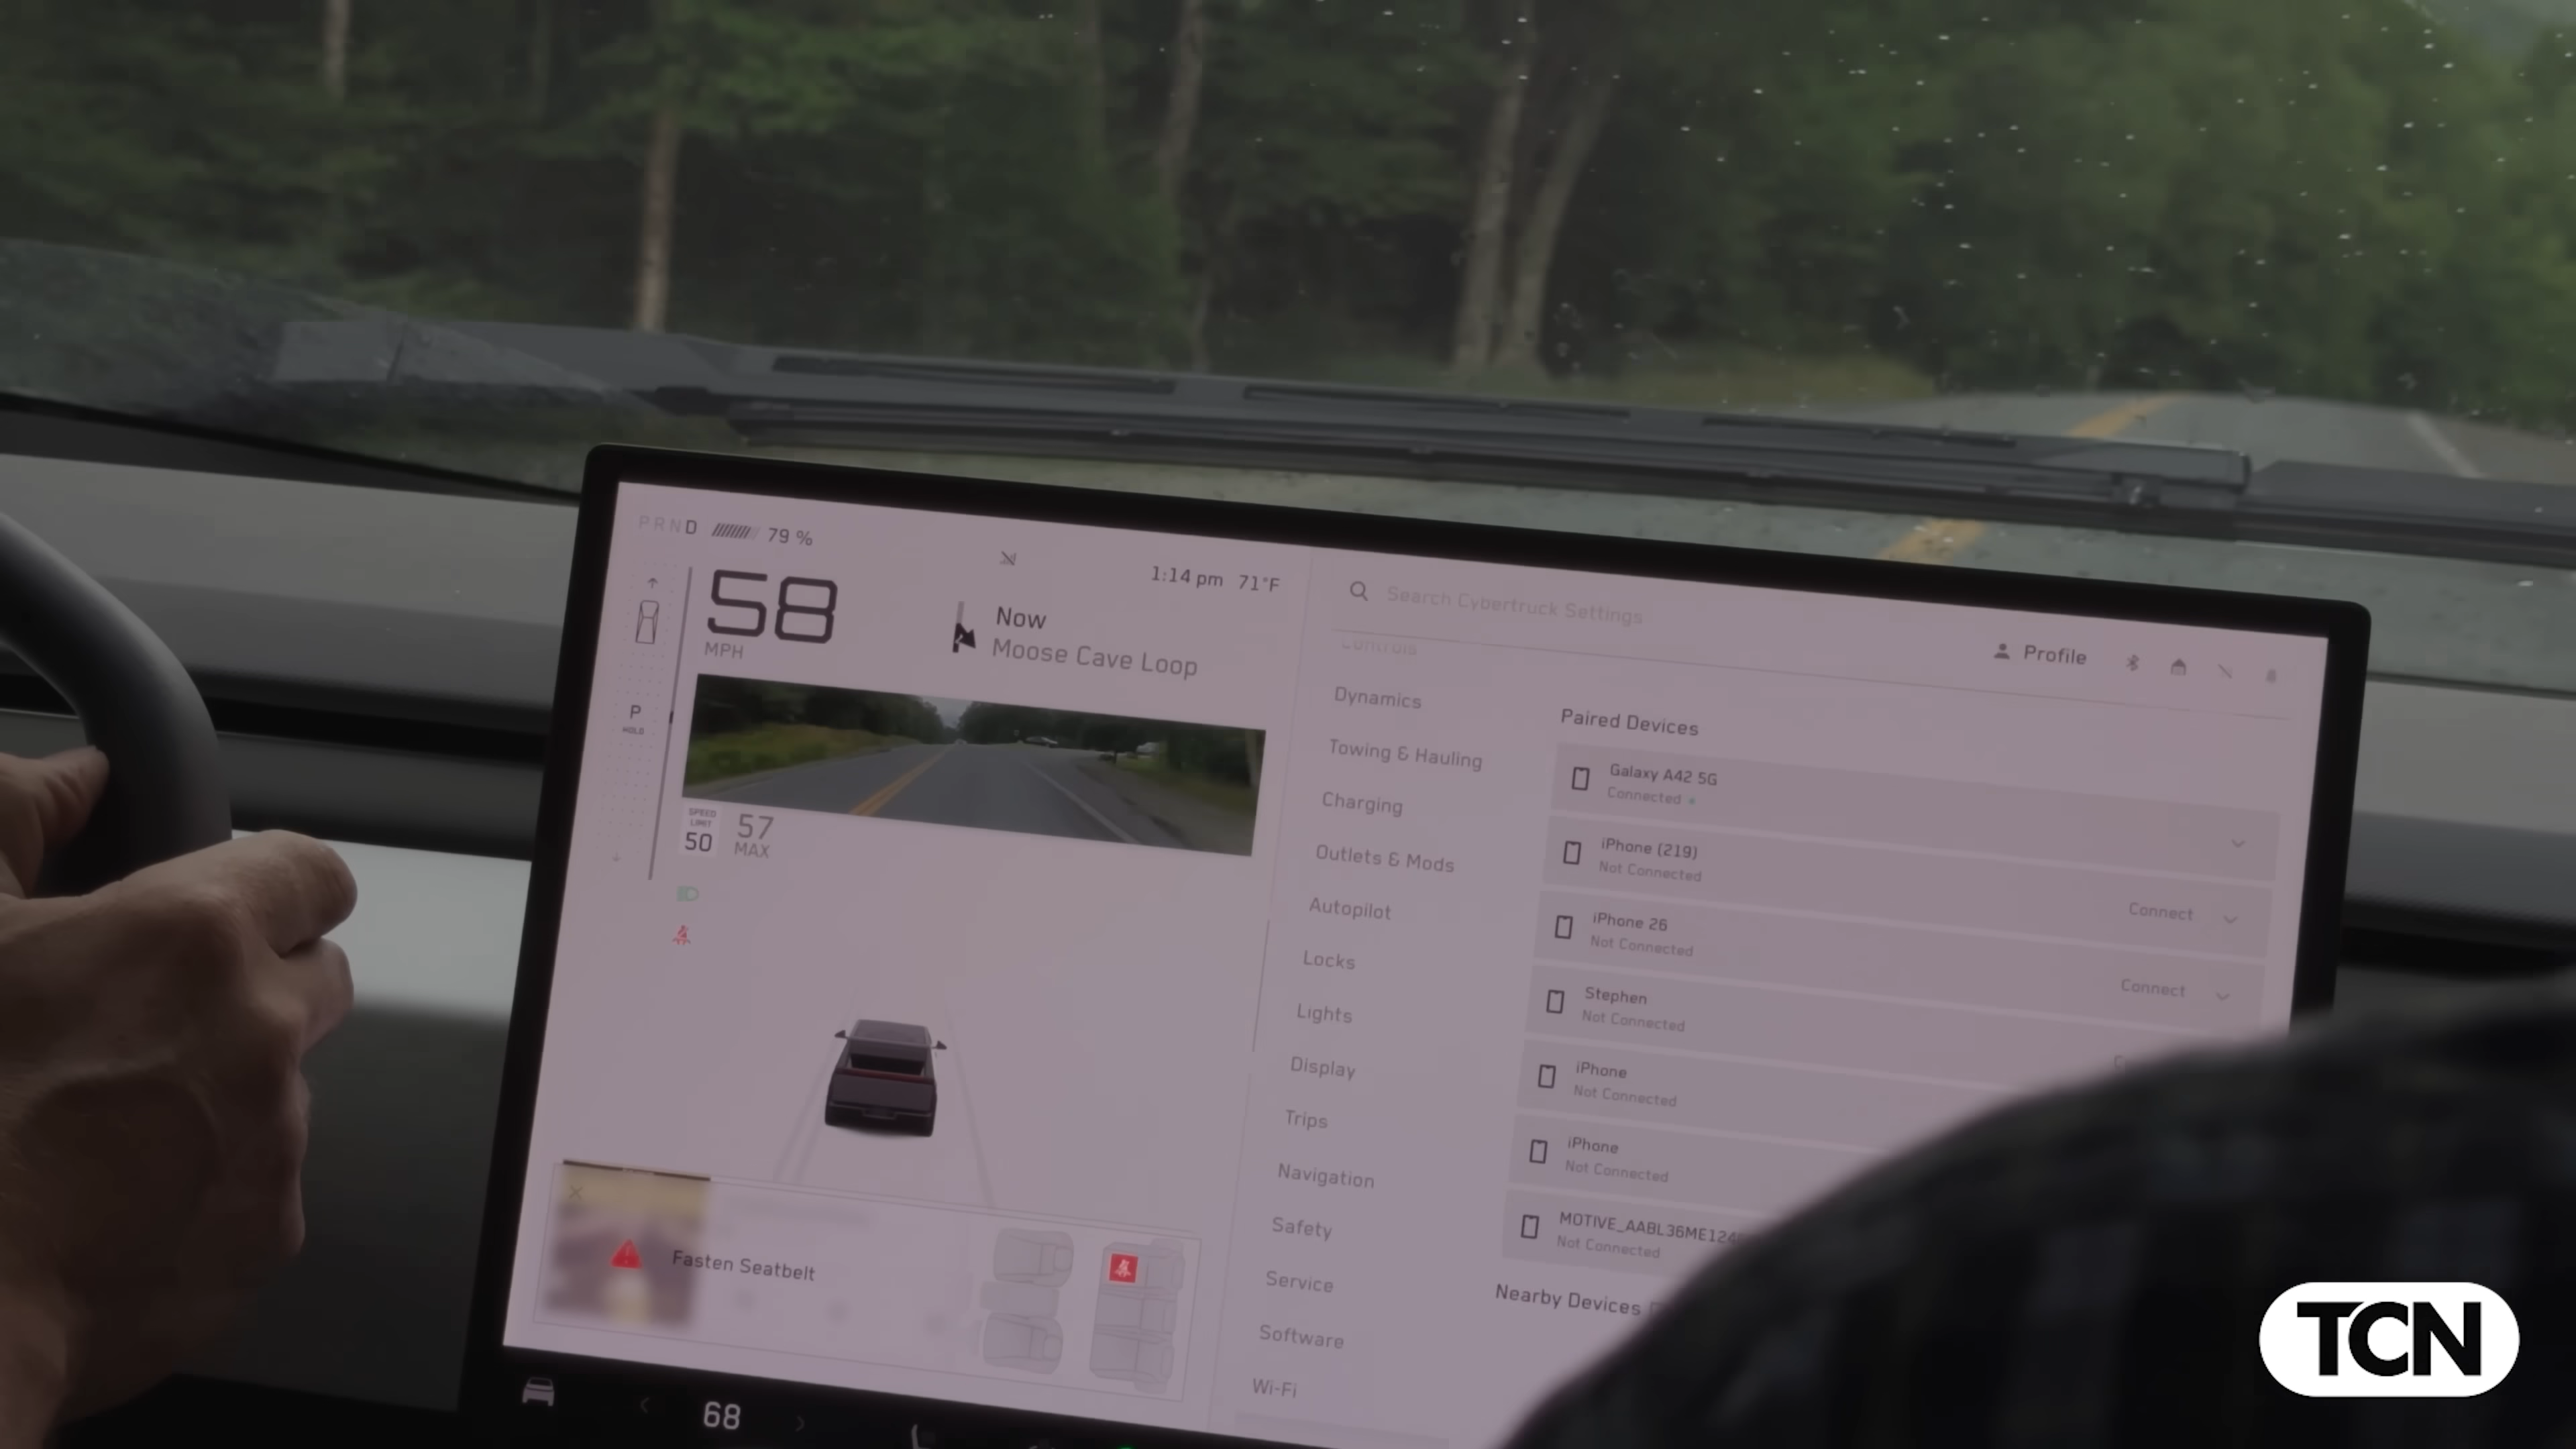 PRND 79 %
1:14 pm 71°F
58
MPH
Now
Moose Cave Loop
P
HOLD
SPEED
LIMIT
50
57
MAX
Fasten Seatbelt
68
Search Cybertruck Settings
Profile
Controls
Dynamics
Towing & Hauling
Charging
Outlets & Mods
Autopilot
Locks
Lights
Display
Trips
Navigation
Safety
Service
Software
Wi-Fi
Paired Devices
Galaxy A42 5G
Connected
iPhone (219)
Not Connected
Connect
iPhone 26
Not Connected
Connect
Stephen
Not Connected
iPhone
Not Connected
iPhone
Not Connected
Not Connected
Nearby Devices
TCN